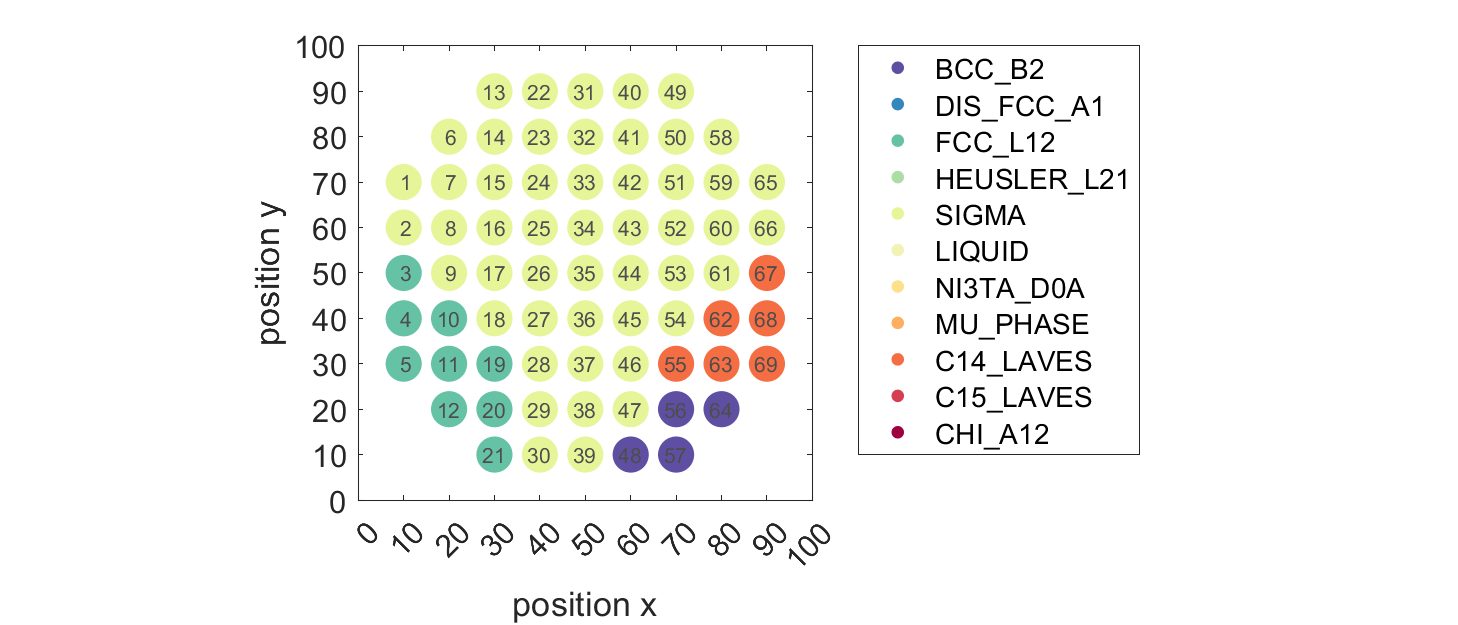 100
90
80
70
60
50
40
30
20
10
0
position y
13 22 31 40 49
6 14 23 32 41 50 58
1 7 15 24 33 42 51 59 65
2 8 16 25 34 43 52 60 66
3 9 17 26 35 44 53 61 67
4 10 18 27 36 45 54 62 68
5 11 19 28 37 46 55 63 69
12 20 29 38 47 56 64
21 30 39 48 57
0 10 20 30 40 50 60 70 80 90 100
position x
BCC_B2
DIS_FCC_A1
FCC_L12
HEUSLER_L21
SIGMA
LIQUID
NI3TA_D0A
MU_PHASE
C14_LAVES
C15_LAVES
CHI_A12